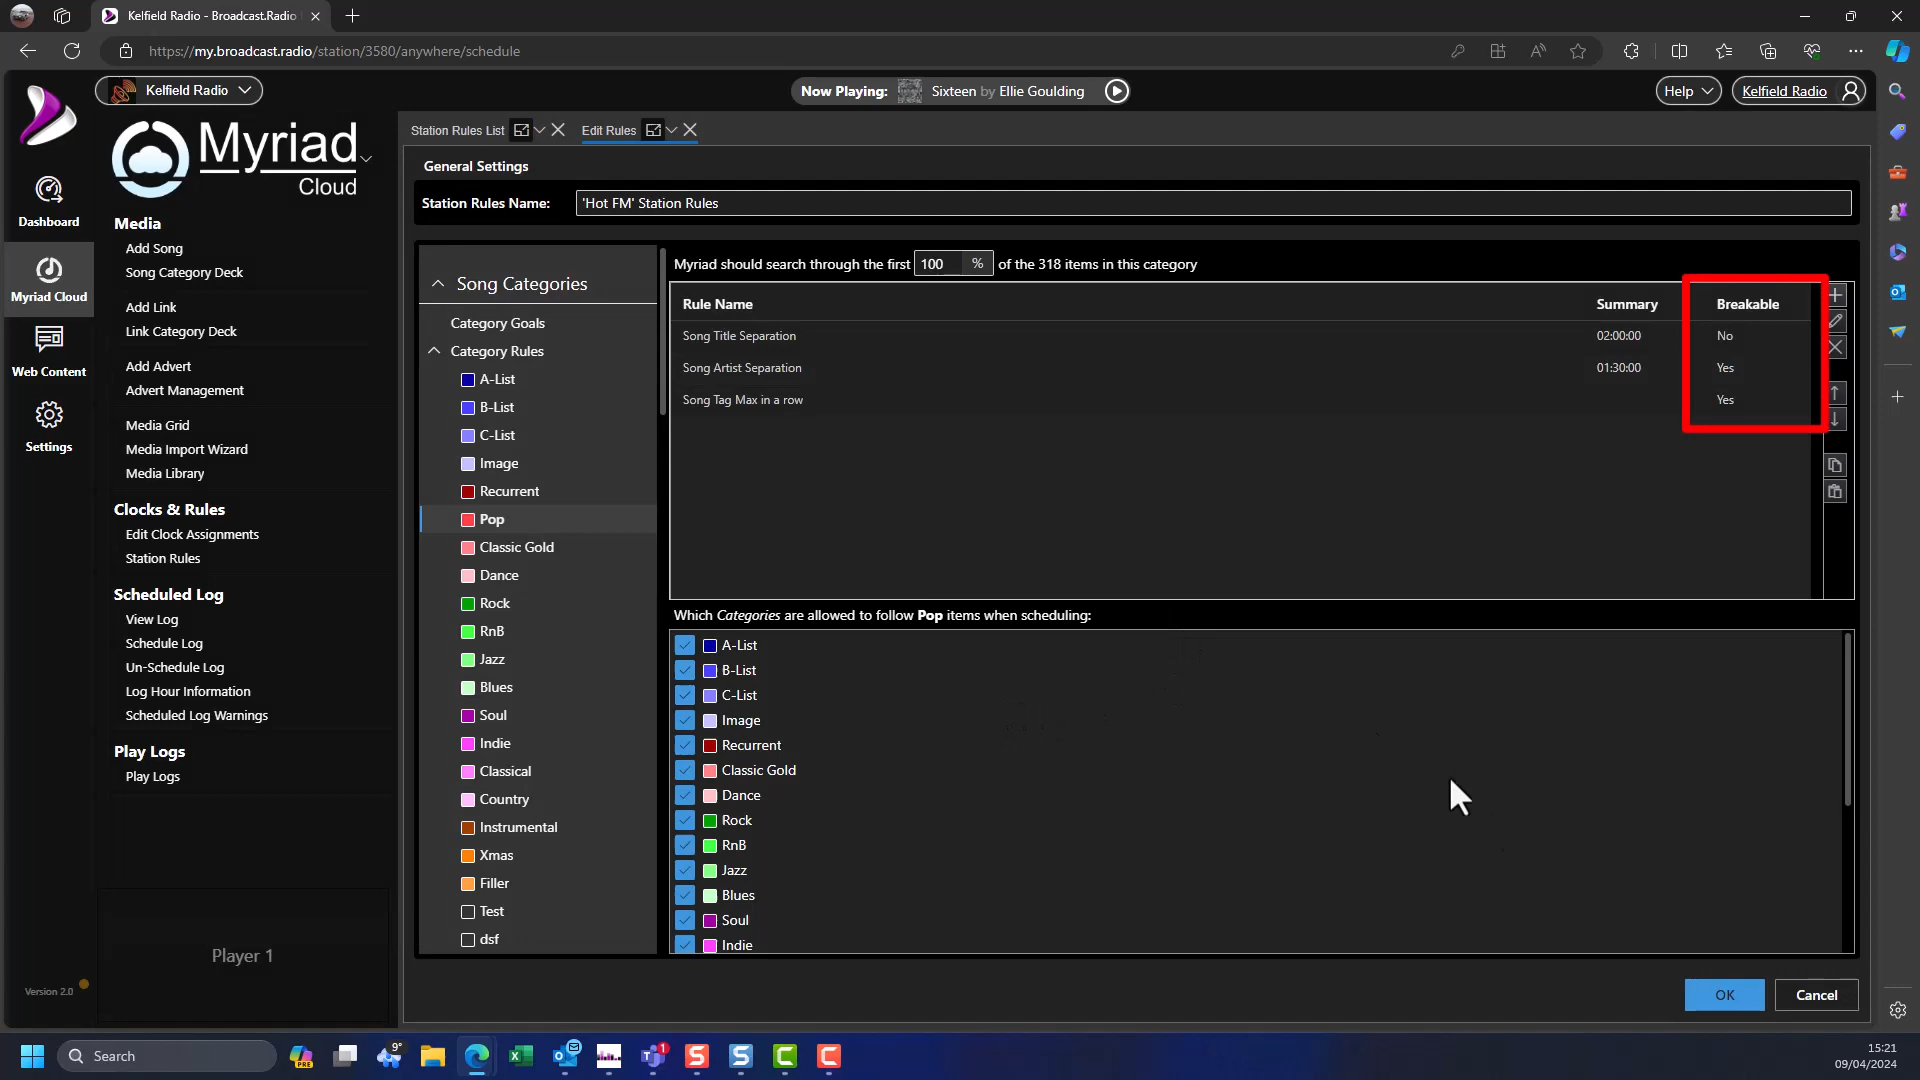 Kelfield Radio - Broadcast.Radio
https://my.broadcast.radio/station/3580/anywhere/schedule
Kelfield Radio
Now Playing: Sixteen by Ellie Goulding
Help
Kelfield Radio
Myriad
Cloud
Dashboard
Myriad Cloud
Web Content
Settings
Media
Add Song
Song Category Deck
Add Link
Link Category Deck
Add Advert
Advert Management
Media Grid
Media Import Wizard
Media Library
Clocks & Rules
Edit Clock Assignments
Station Rules
Scheduled Log
View Log
Schedule Log
Un-Schedule Log
Log Hour Information
Scheduled Log Warnings
Play Logs
Play Logs
Player 1
Version 2.0
Station Rules List
Edit Rules
General Settings
Station Rules Name: 'Hot FM' Station Rules
Song Categories
Category Goals
Category Rules
A-List
B-List
C-List
Image
Recurrent
Pop
Classic Gold
Dance
Rock
RnB
Jazz
Blues
Soul
Indie
Classical
Country
Instrumental
Xmas
Filler
Test
dsf
Myriad should search through the first 100 % of the 318 items in this category
Rule Name Summary Breakable
Song Title Separation 02:00:00 No
Song Artist Separation 01:30:00 Yes
Song Tag Max in a row Yes
Which Categories are allowed to follow Pop items when scheduling:
A-List
B-List
C-List
Image
Recurrent
Classic Gold
Dance
Rock
RnB
Jazz
Blues
Soul
Indie
OK
Cancel
Search
PRE
9°
1
15:21
09/04/2024